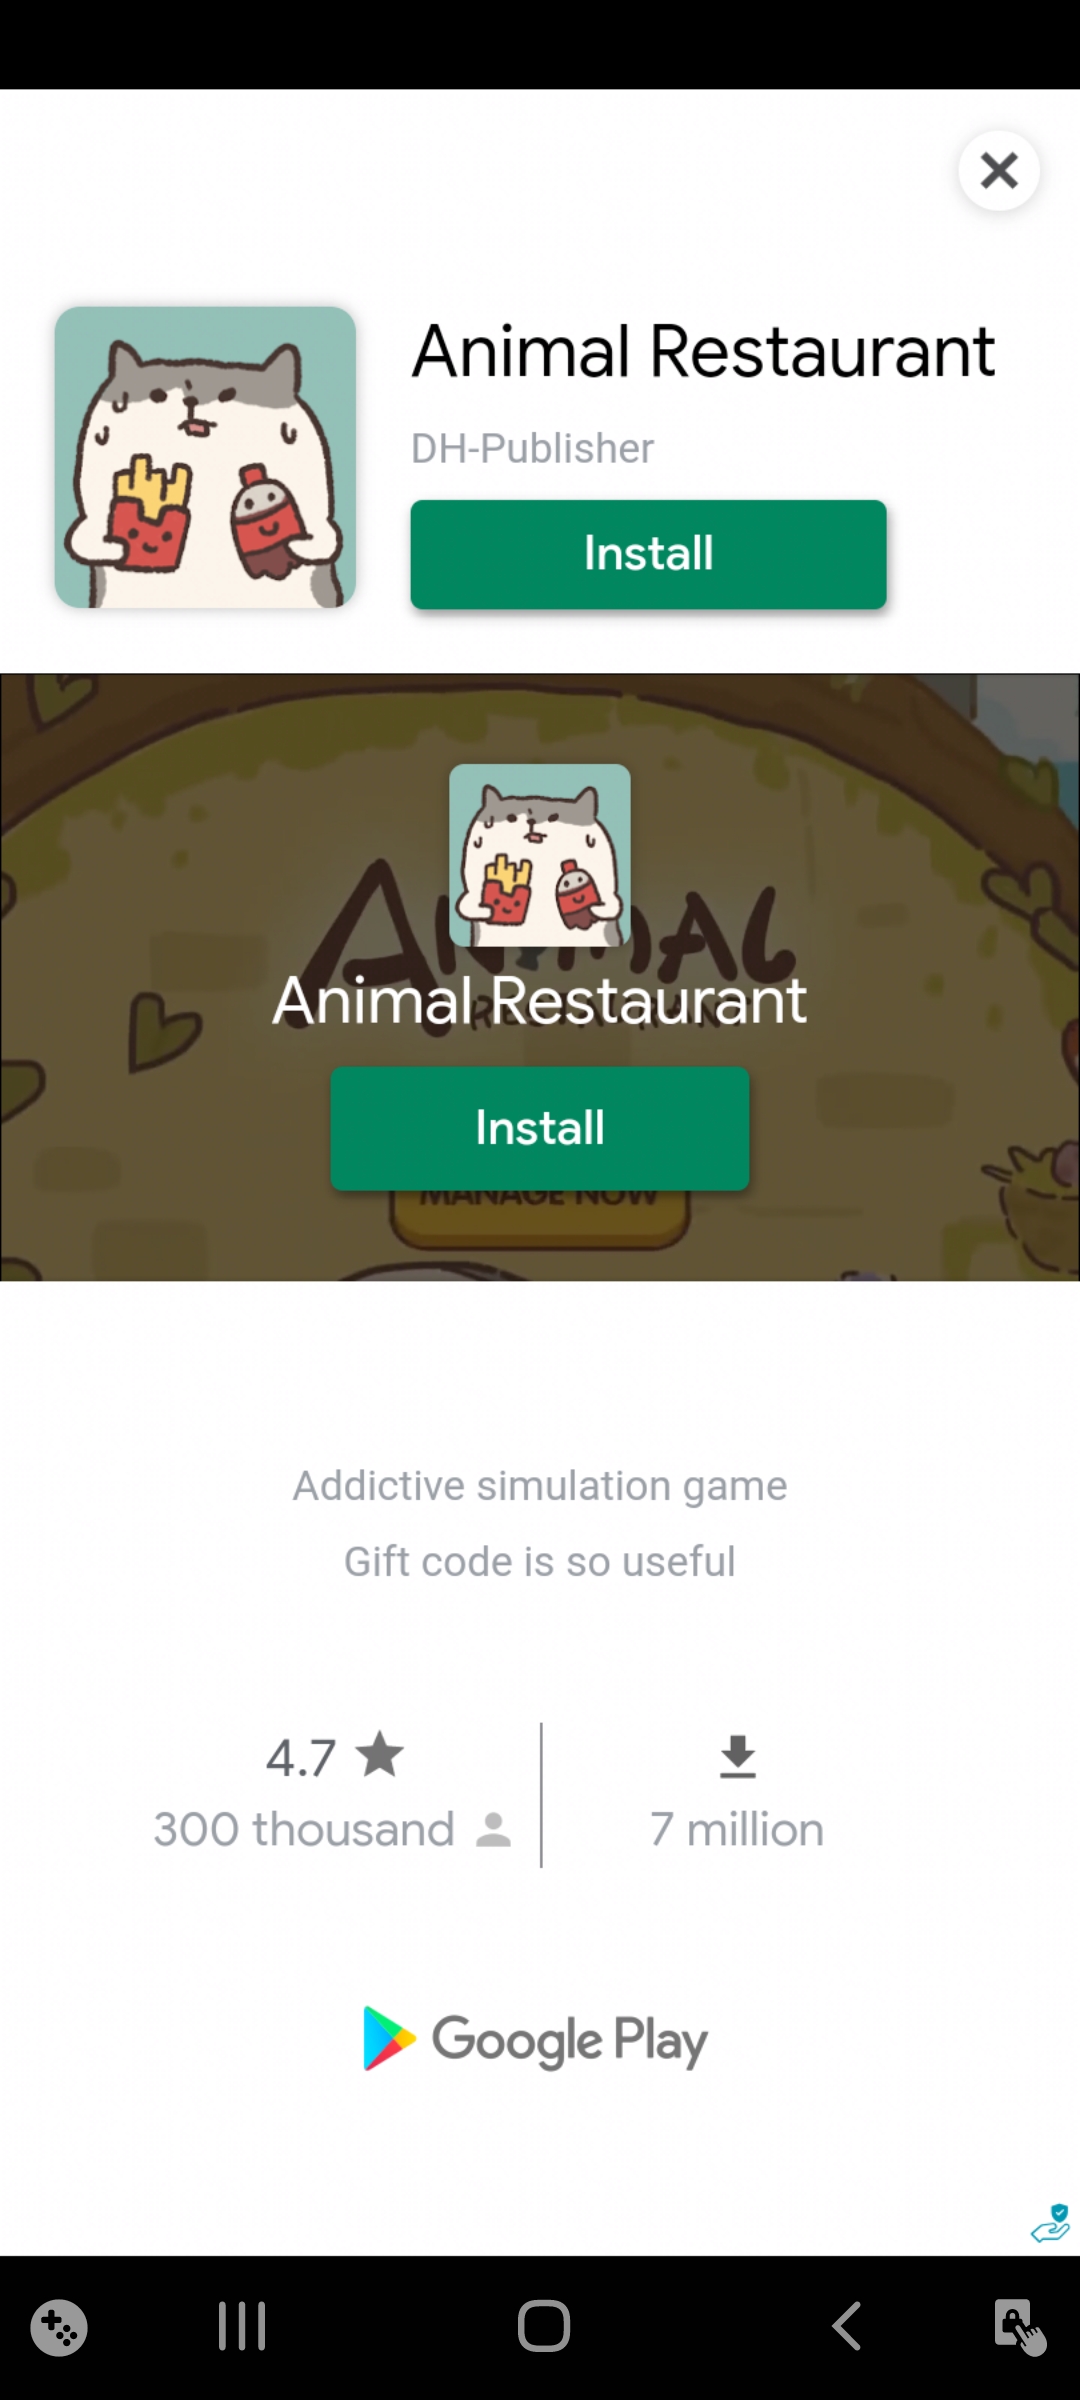 Animal Restaurant
DH-Publisher
Install
ANIMAL
Animal Restaurant
Install
MANAGE NOW
Addictive simulation game
Gift code is so useful
4.7
300 thousand
7 million
Google Play